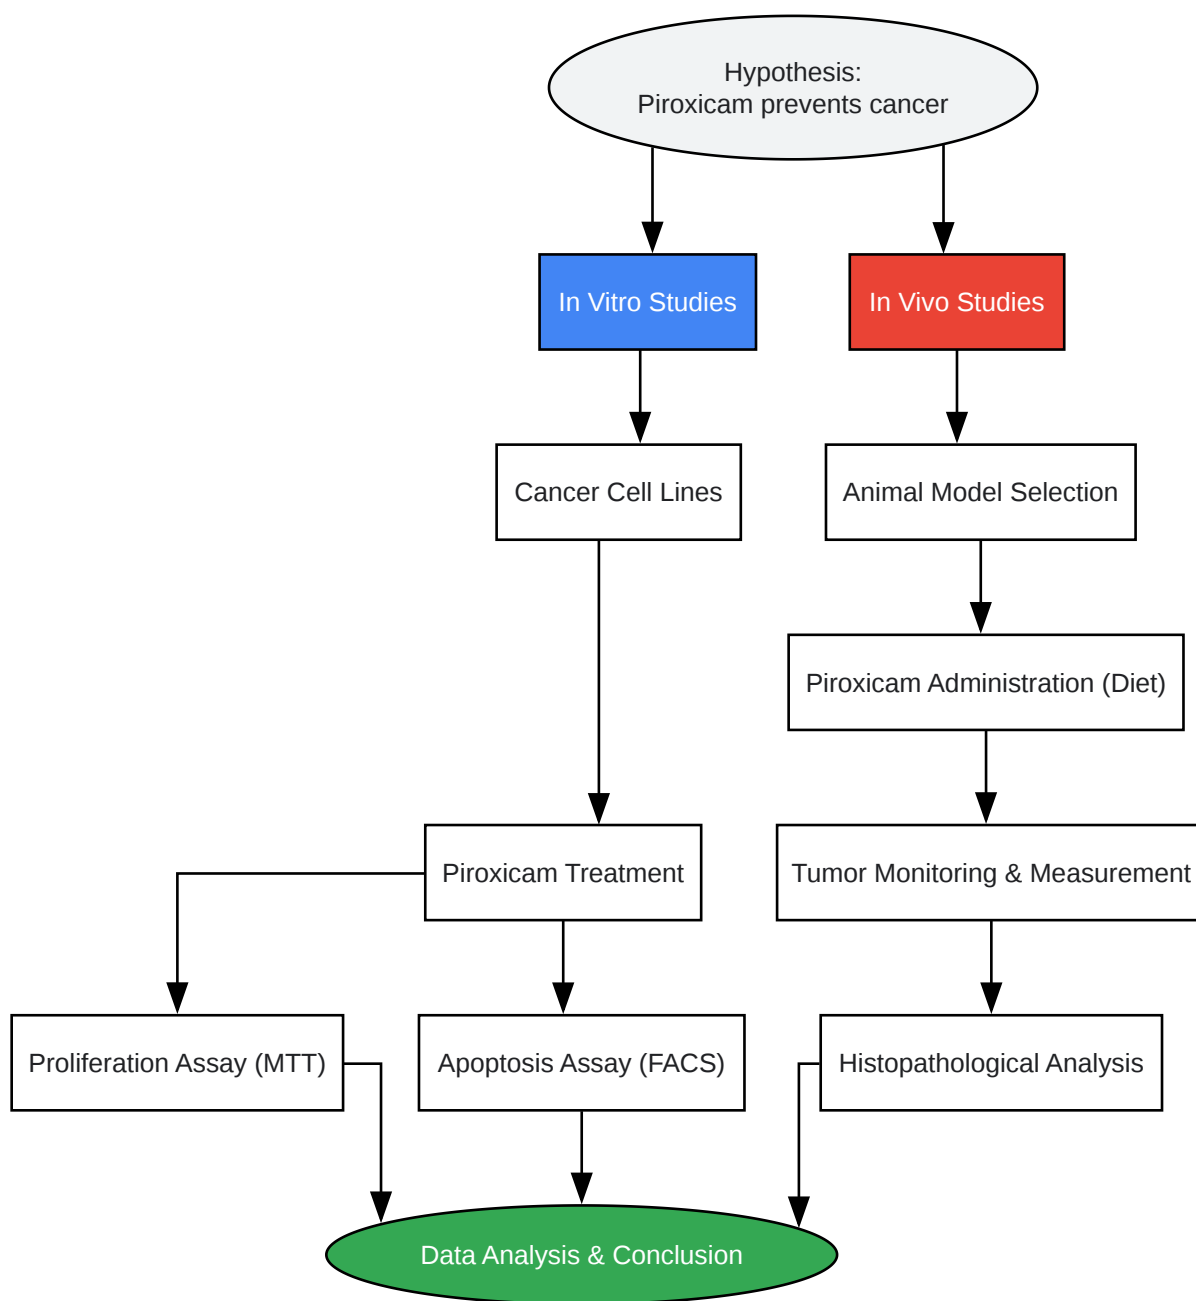 Hypothesis:
Piroxicam prevents cancer
In Vitro Studies
In Vivo Studies
Cancer Cell Lines
Animal Model Selection
Piroxicam Administration (Diet)
Piroxicam Treatment
Tumor Monitoring & Measurement
Proliferation Assay (MTT)
Apoptosis Assay (FACS)
Histopathological Analysis
Data Analysis & Conclusion